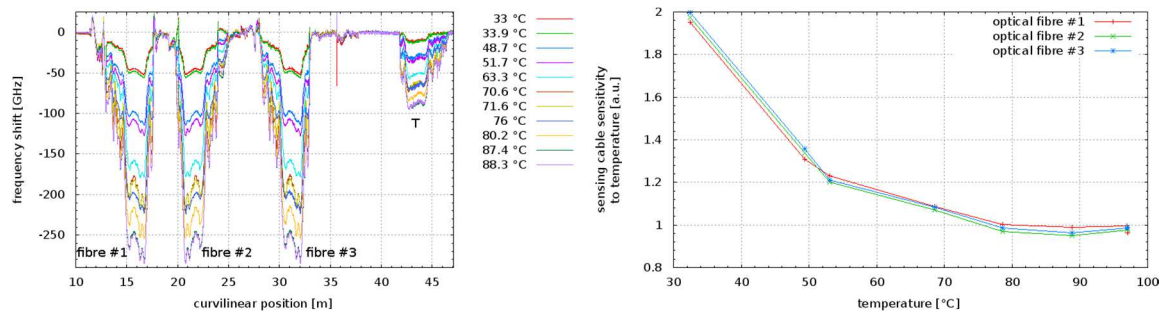 0
-50
-100
-150
-200
-250
frequency shift [GHz]
T
fibre #1
fibre #2
fibre #3
10 15 20 25 30 35 40 45
curvilinear position [m]
33 °C
33.9 °C
48.7 °C
51.7 °C
63.3 °C
70.6 °C
71.6 °C
76 °C
80.2 °C
87.4 °C
88.3 °C
2
1.8
1.6
1.4
1.2
1
0.8
sensing cable sensitivity
to temperature [a.u.]
optical fibre #1
optical fibre #2
optical fibre #3
30 40 50 60 70 80 90 100
temperature [°C]